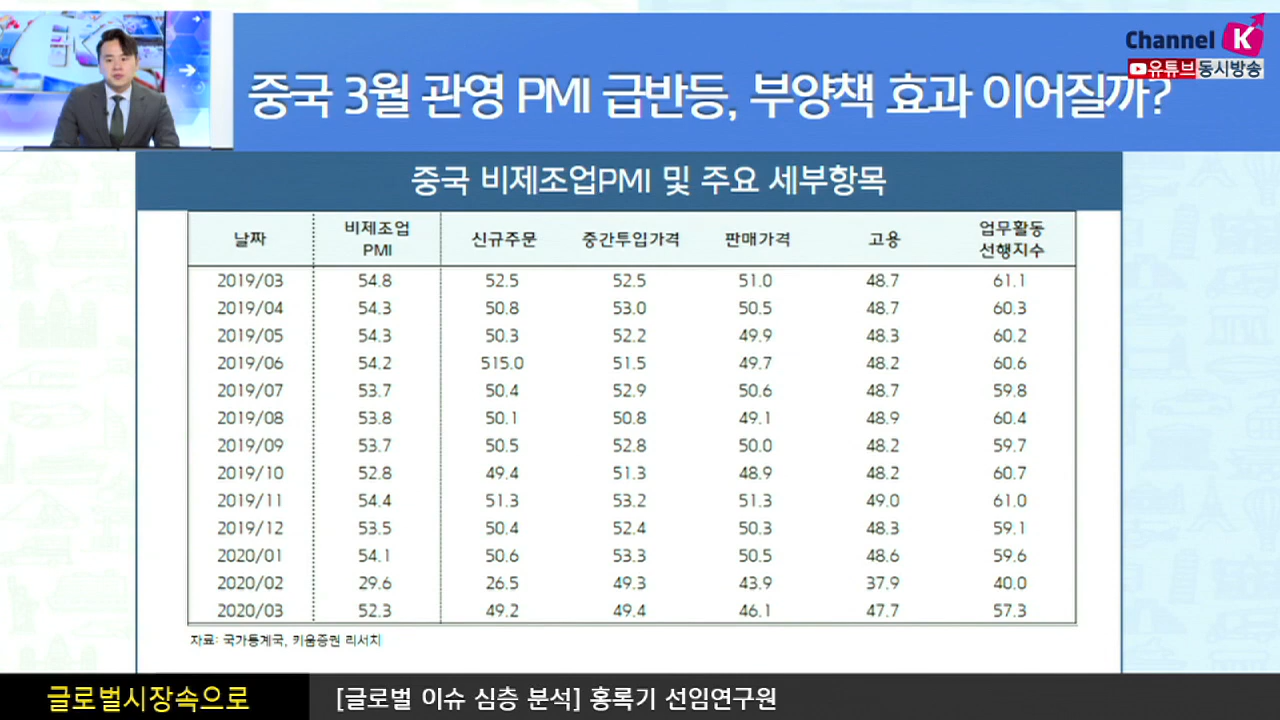 Channel K
유튜브동시방송
중국 3월 관영 PMI 급반등, 부양책 효과 이어질까?
중국 비제조업PMI 및 주요 세부항목
날짜 비제조업 PMI 신규주문 중간투입가격 판매가격 고용 업무활동 선행지수
2019/03 54.8 52.5 52.5 51.0 48.7 61.1
2019/04 54.3 50.8 53.0 50.5 48.7 60.3
2019/05 54.3 50.3 52.2 49.9 48.3 60.2
2019/06 54.2 515.0 51.5 49.7 48.2 60.6
2019/07 53.7 50.4 52.9 50.6 48.7 59.8
2019/08 53.8 50.1 50.8 49.1 48.9 60.4
2019/09 53.7 50.5 52.8 50.0 48.2 59.7
2019/10 52.8 49.4 51.3 48.9 48.2 60.7
2019/11 54.4 51.3 53.2 51.3 49.0 61.0
2019/12 53.5 50.4 52.4 50.3 48.3 59.1
2020/01 54.1 50.6 53.3 50.5 48.6 59.6
2020/02 29.6 26.5 49.3 43.9 37.9 40.0
2020/03 52.3 49.2 49.4 46.1 47.7 57.3
자료: 국가통계국, 키움증권 리서치
글로벌시장속으로
[글로벌 이슈 심층 분석] 홍록기 선임연구원